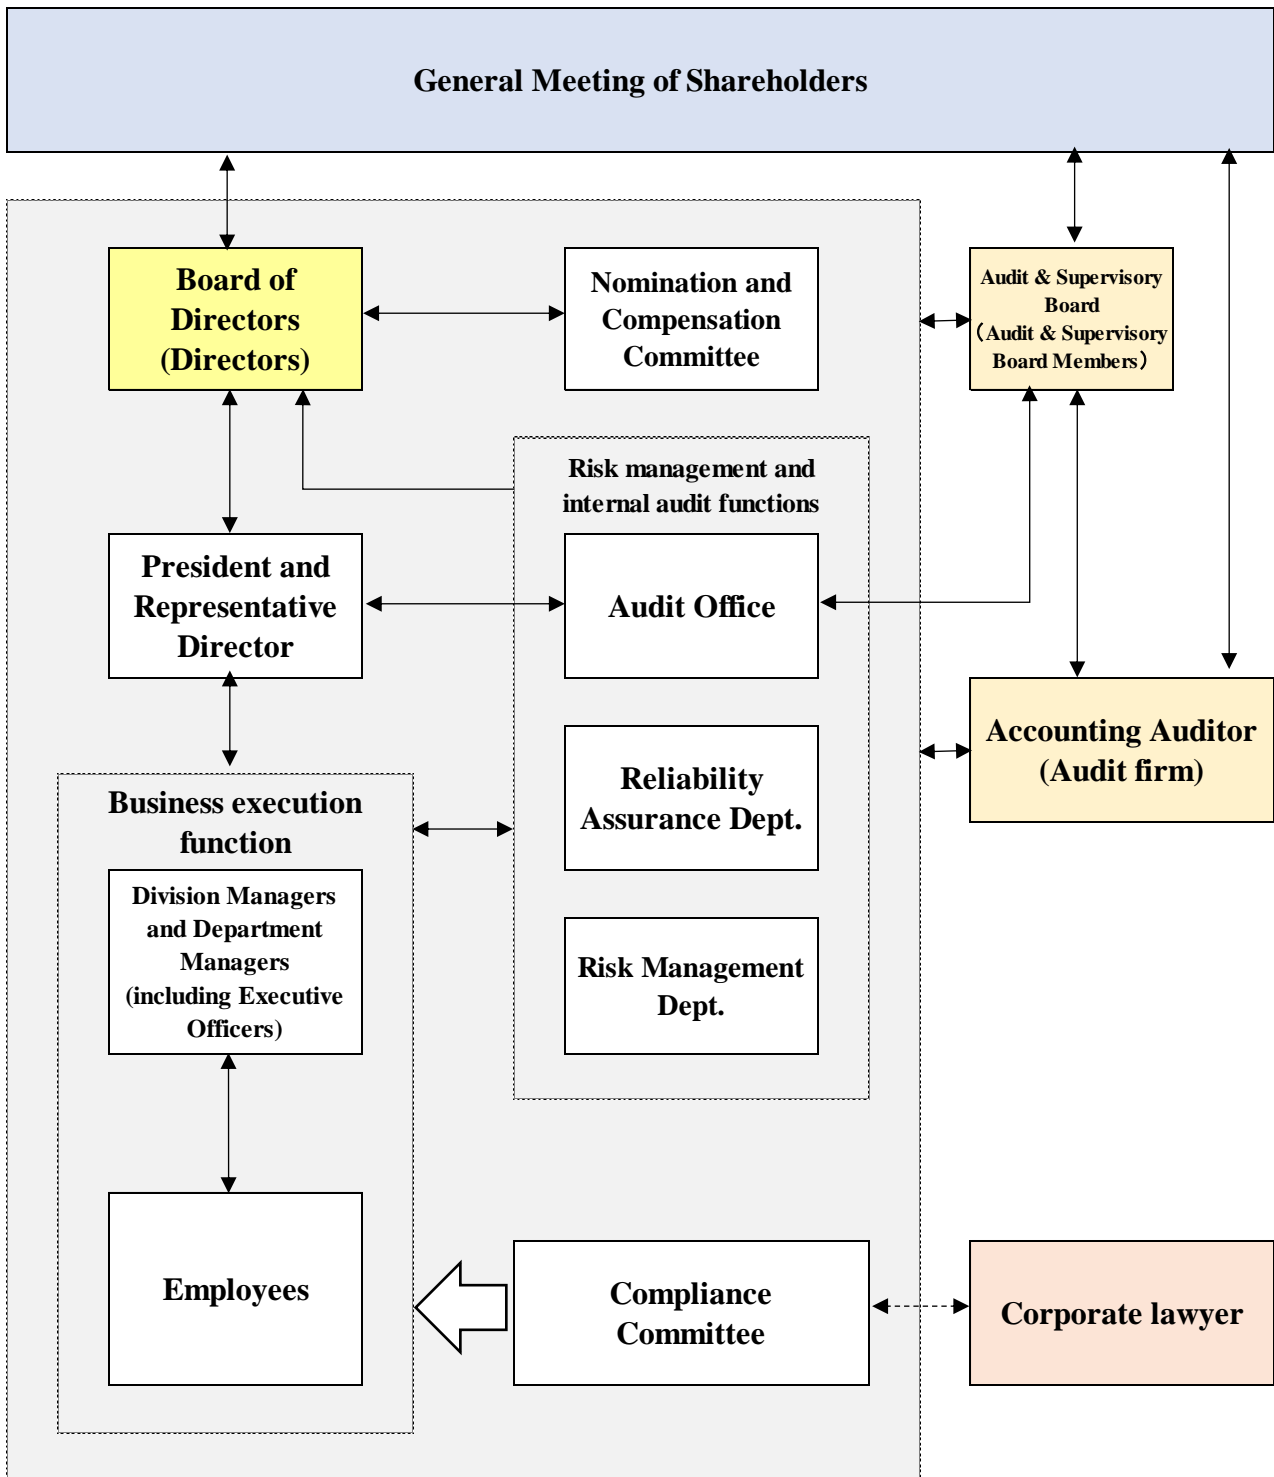 General Meeting of Shareholders
Board of
Directors
(Directors)
Nomination and
Compensation
Committee
Audit & Supervisory
Board
（Audit & Supervisory
Board Members）
Risk management and
internal audit functions
President and
Representative
Director
Audit Office
Accounting Auditor
(Audit firm)
Reliability
Assurance Dept.
Business execution
function
Division Managers
and Department
Managers
(including Executive
Officers)
Risk Management
Dept.
Employees
Compliance
Committee
Corporate lawyer